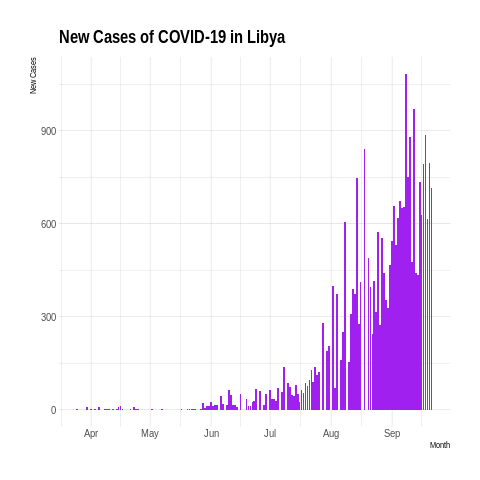 New Cases of COVID-19 in Libya
New Cases
900
600
300
0
Apr May Jun Jul Aug Sep
Month